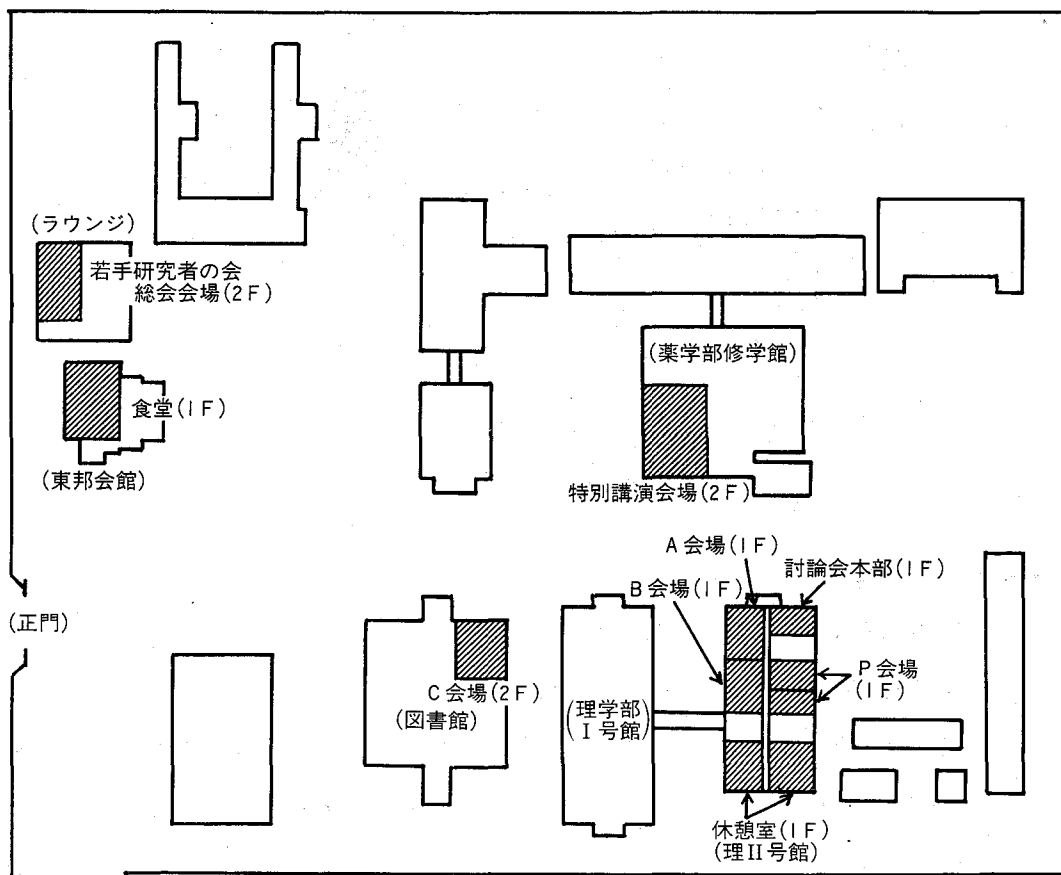 (ラウンジ)
若手研究者の会
総会会場(2F)
食堂(1F)
(東邦会館)
(薬学部修学館)
特別講演会場(2F)
(正門)
C会場(2F)
(図書館)
(理学部
I号館)
A会場(1F)
B会場(1F)
討論会本部(1F)
P会場
(1F)
休憩室(1F)
(理II号館)